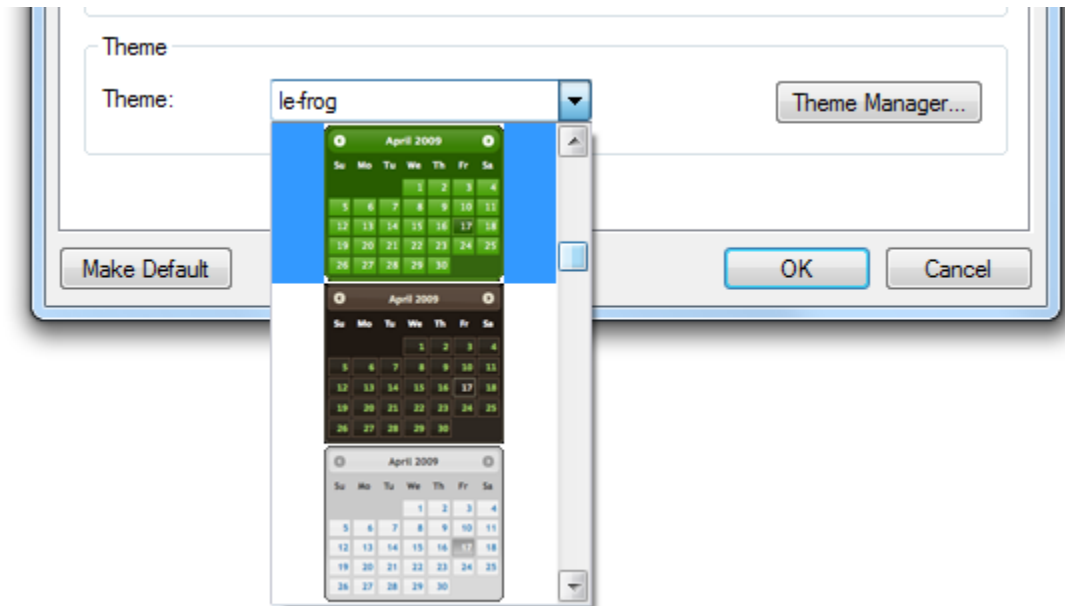 Theme
Theme: le-frog Theme Manager...
April 2009
Su Mo Tu We Th Fr Sa
1 2 3 4
5 6 7 8 9 10 11
12 13 14 15 16 17 18
19 20 21 22 23 24 25
26 27 28 29 30
Make Default OK Cancel
April 2009
Su Mo Tu We Th Fr Sa
1 2 3 4
5 6 7 8 9 10 11
12 13 14 15 16 17 18
19 20 21 22 23 24 25
26 27 28 29 30
April 2009
Su Mo Tu We Th Fr Sa
1 2 3 4
5 6 7 8 9 10 11
12 13 14 15 16 17 18
19 20 21 22 23 24 25
26 27 28 29 30